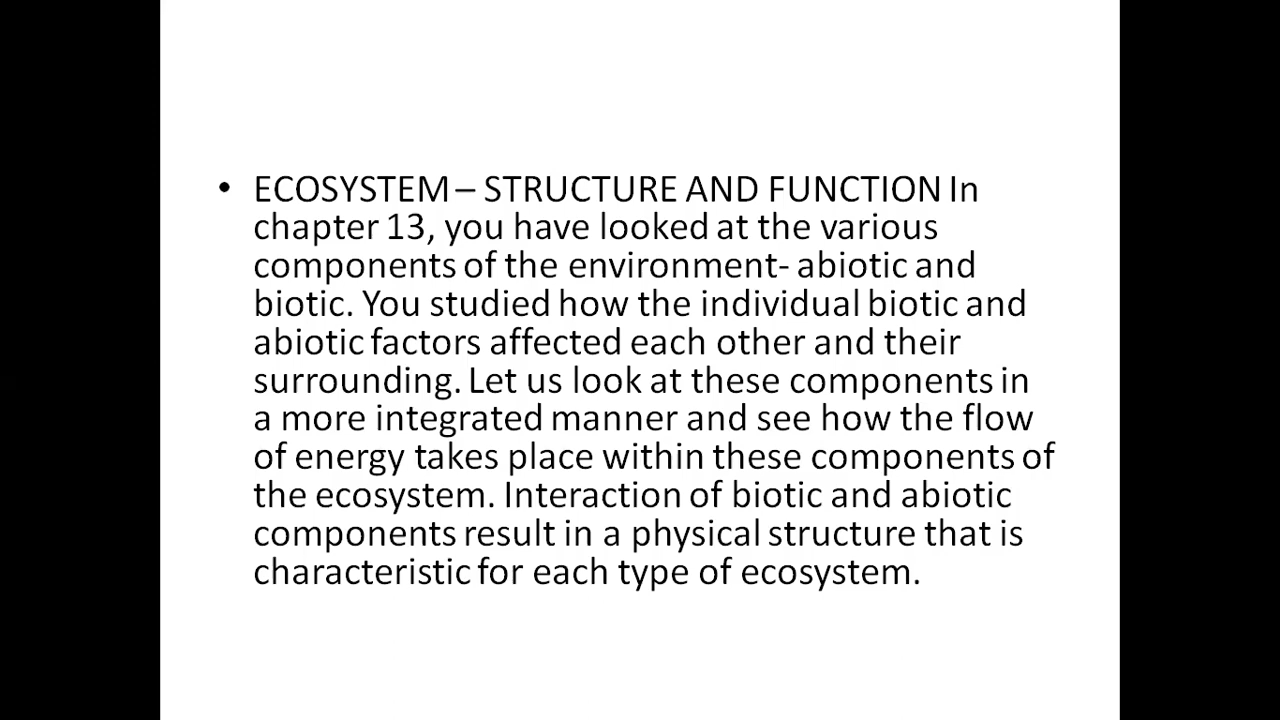 • ECOSYSTEM – STRUCTURE AND FUNCTION In
chapter 13, you have looked at the various
components of the environment- abiotic and
biotic. You studied how the individual biotic and
abiotic factors affected each other and their
surrounding. Let us look at these components in
a more integrated manner and see how the flow
of energy takes place within these components of
the ecosystem. Interaction of biotic and abiotic
components result in a physical structure that is
characteristic for each type of ecosystem.